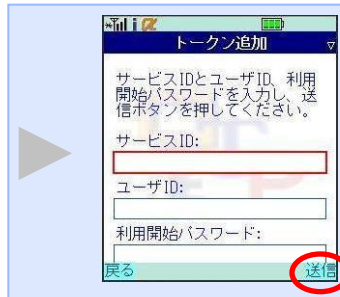 トークン追加
サービスIDとユーザID、利用
開始パスワードを入力し、送
信ボタンを押してください。
サービスID:
ユーザID:
利用開始パスワード:
戻る 送信